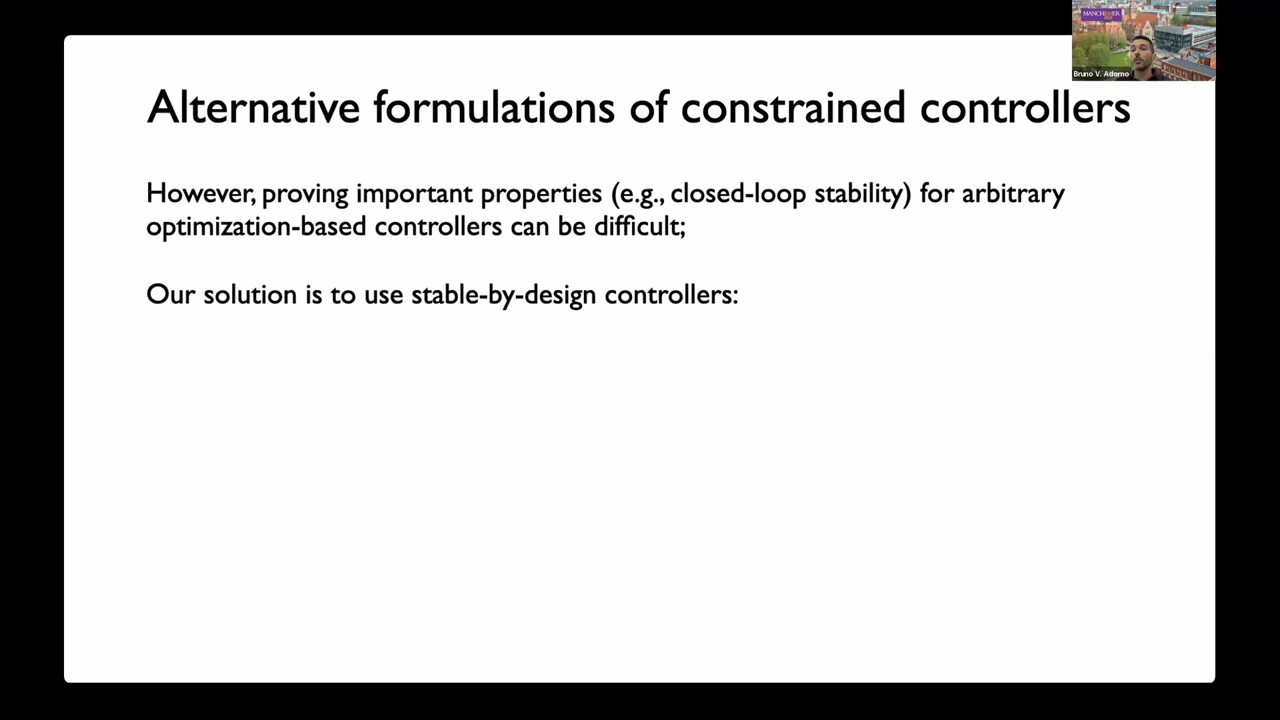 MANCHESTER
Bruno V. Adorno
Alternative formulations of constrained controllers
However, proving important properties (e.g., closed-loop stability) for arbitrary
optimization-based controllers can be difficult;
Our solution is to use stable-by-design controllers: